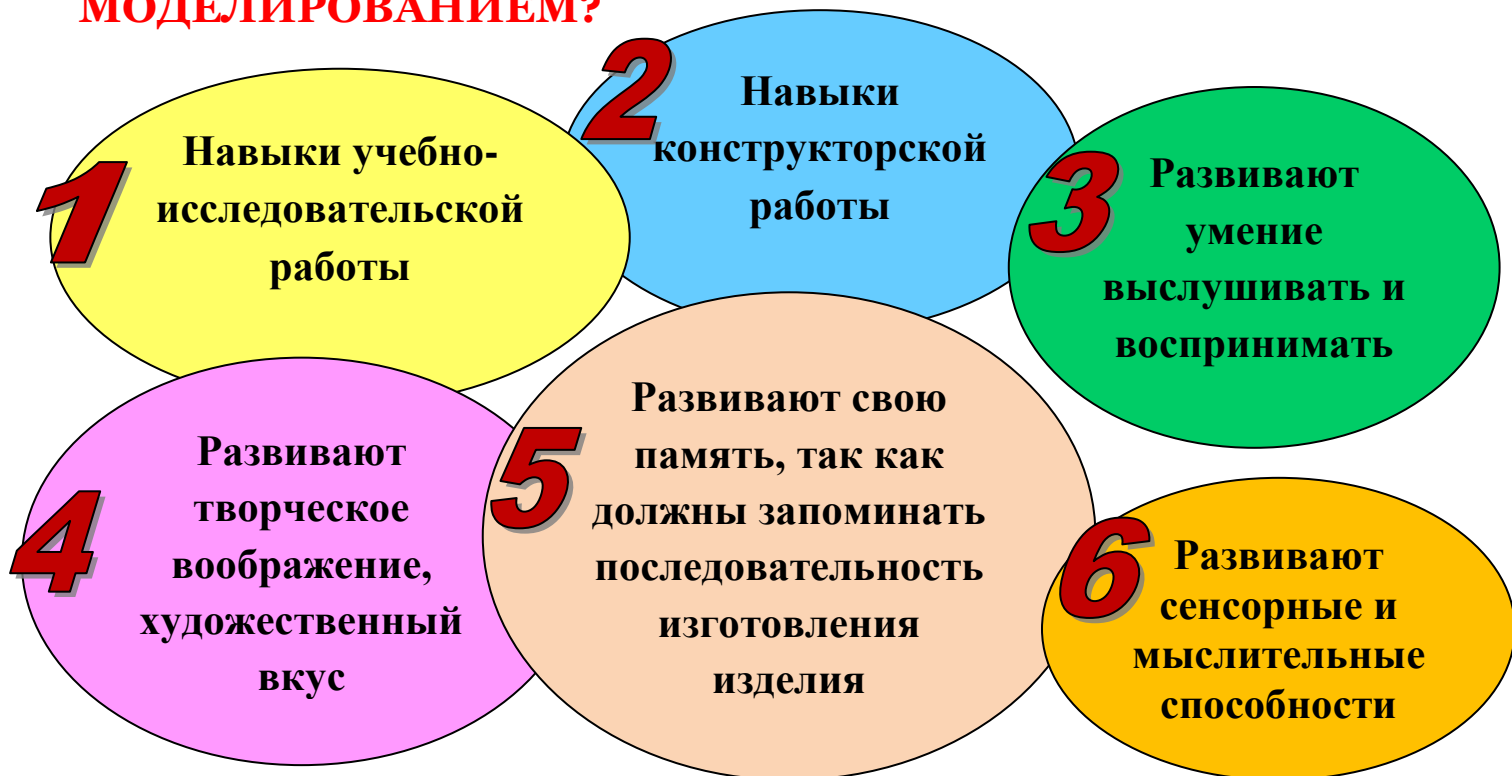 МОДЕЛИРОВАНИЕМ?
1
Навыки учебно-
исследовательской
работы
2
Навыки
конструкторской
работы
3
Развивают
умение
выслушивать и
воспринимать
4
Развивают
творческое
воображение,
художественный
вкус
5
Развивают свою
память, так как
должны запоминать
последовательность
изготовления
изделия
6
Развивают
сенсорные и
мыслительные
способности